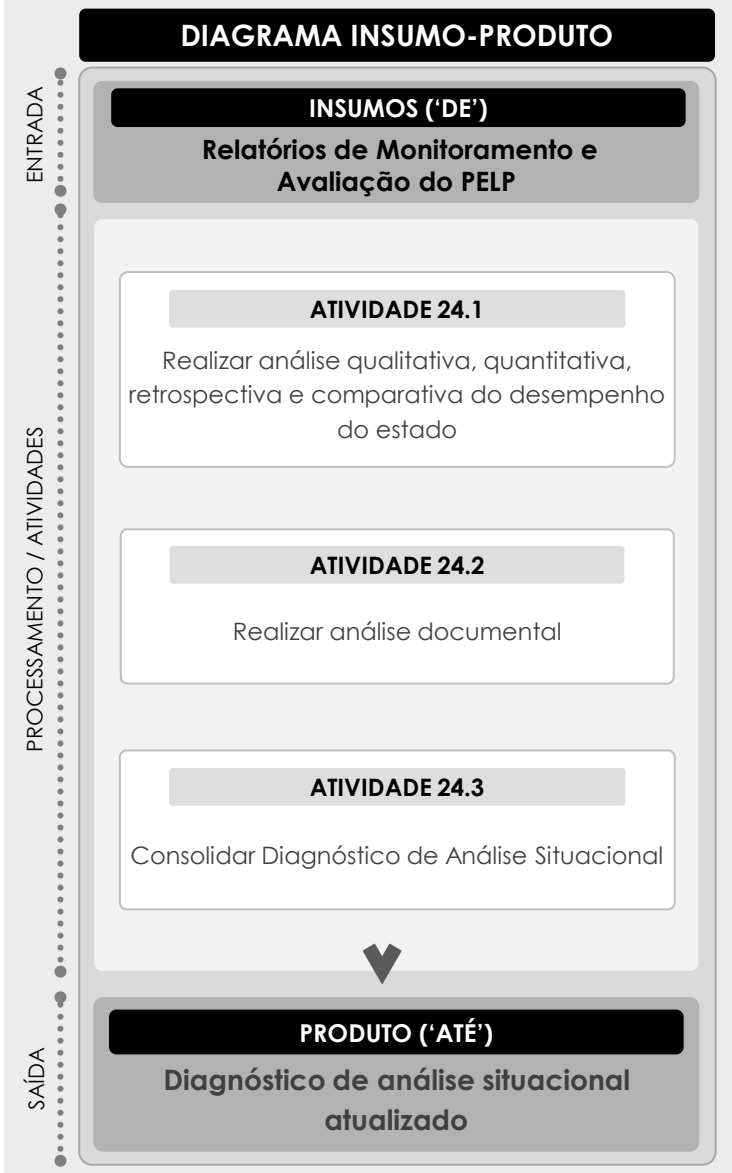 DIAGRAMA INSUMO-PRODUTO
ENTRADA
INSUMOS (‘DE’)
Relatórios de Monitoramento e
Avaliação do PELP
PROCESSAMENTO / ATIVIDADES
ATIVIDADE 24.1
Realizar análise qualitativa, quantitativa,
retrospectiva e comparativa do desempenho
do estado
ATIVIDADE 24.2
Realizar análise documental
ATIVIDADE 24.3
Consolidar Diagnóstico de Análise Situacional
SAÍDA
PRODUTO (‘ATÉ’)
Diagnóstico de análise situacional
atualizado